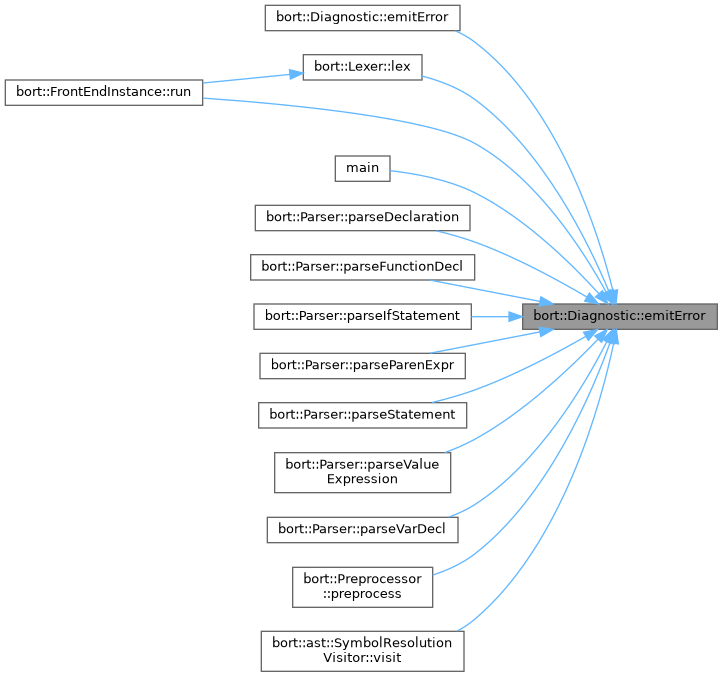 bort::Diagnostic::emitError
bort::Lexer::lex
bort::FrontEndInstance::run
main
bort::Parser::parseDeclaration
bort::Parser::parseFunctionDecl
bort::Parser::parseIfStatement
bort::Diagnostic::emitError
bort::Parser::parseParenExpr
bort::Parser::parseStatement
bort::Parser::parseValue
Expression
bort::Parser::parseVarDecl
bort::Preprocessor
::preprocess
bort::ast::SymbolResolution
Visitor::visit